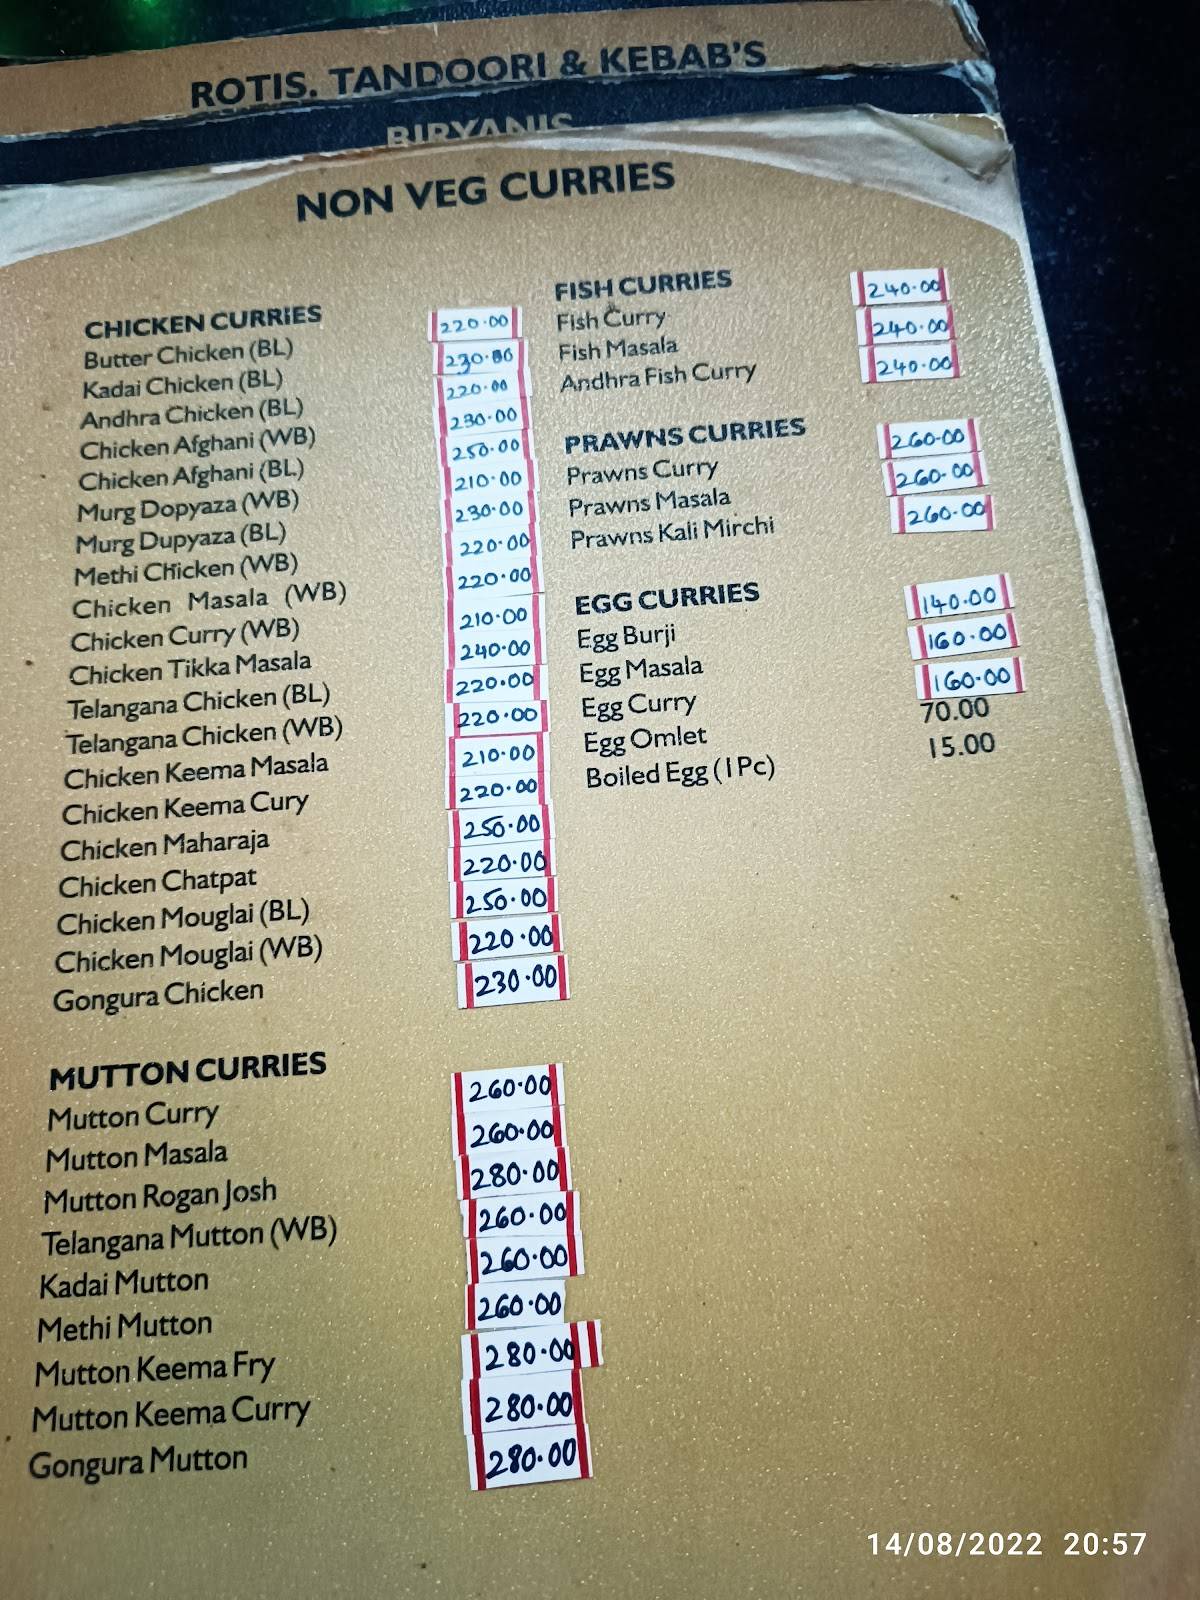 ROTIS. TANDOORI & KEBAB'S
BIRYANIS
NON VEG CURRIES
CHICKEN CURRIES
Butter Chicken (BL) 220.00
Kadai Chicken (BL) 230.00
Andhra Chicken (BL) 220.00
Chicken Afghani (WB) 230.00
Chicken Afghani (BL) 250.00
Murg Dopyaza (WB) 210.00
Murg Dupyaza (BL) 230.00
Methi Chicken (WB) 220.00
Chicken Masala (WB) 220.00
Chicken Curry (WB) 210.00
Chicken Tikka Masala 240.00
Telangana Chicken (BL) 220.00
Telangana Chicken (WB) 220.00
Chicken Keema Masala 210.00
Chicken Keema Cury 220.00
Chicken Maharaja 250.00
Chicken Chatpat 220.00
Chicken Mouglai (BL) 250.00
Chicken Mouglai (WB) 220.00
Gongura Chicken 230.00
MUTTON CURRIES
Mutton Curry 260.00
Mutton Masala 260.00
Mutton Rogan Josh 280.00
Telangana Mutton (WB) 260.00
Kadai Mutton 260.00
Methi Mutton 260.00
Mutton Keema Fry 280.00
Mutton Keema Curry 280.00
Gongura Mutton 280.00
FISH CURRIES
Fish Curry 240.00
Fish Masala 240.00
Andhra Fish Curry 240.00
PRAWNS CURRIES
Prawns Curry 260.00
Prawns Masala 260.00
Prawns Kali Mirchi 260.00
EGG CURRIES
Egg Burji 140.00
Egg Masala 160.00
Egg Curry 160.00
Egg Omlet 70.00
Boiled Egg (1Pc) 15.00
14/08/2022 20:57